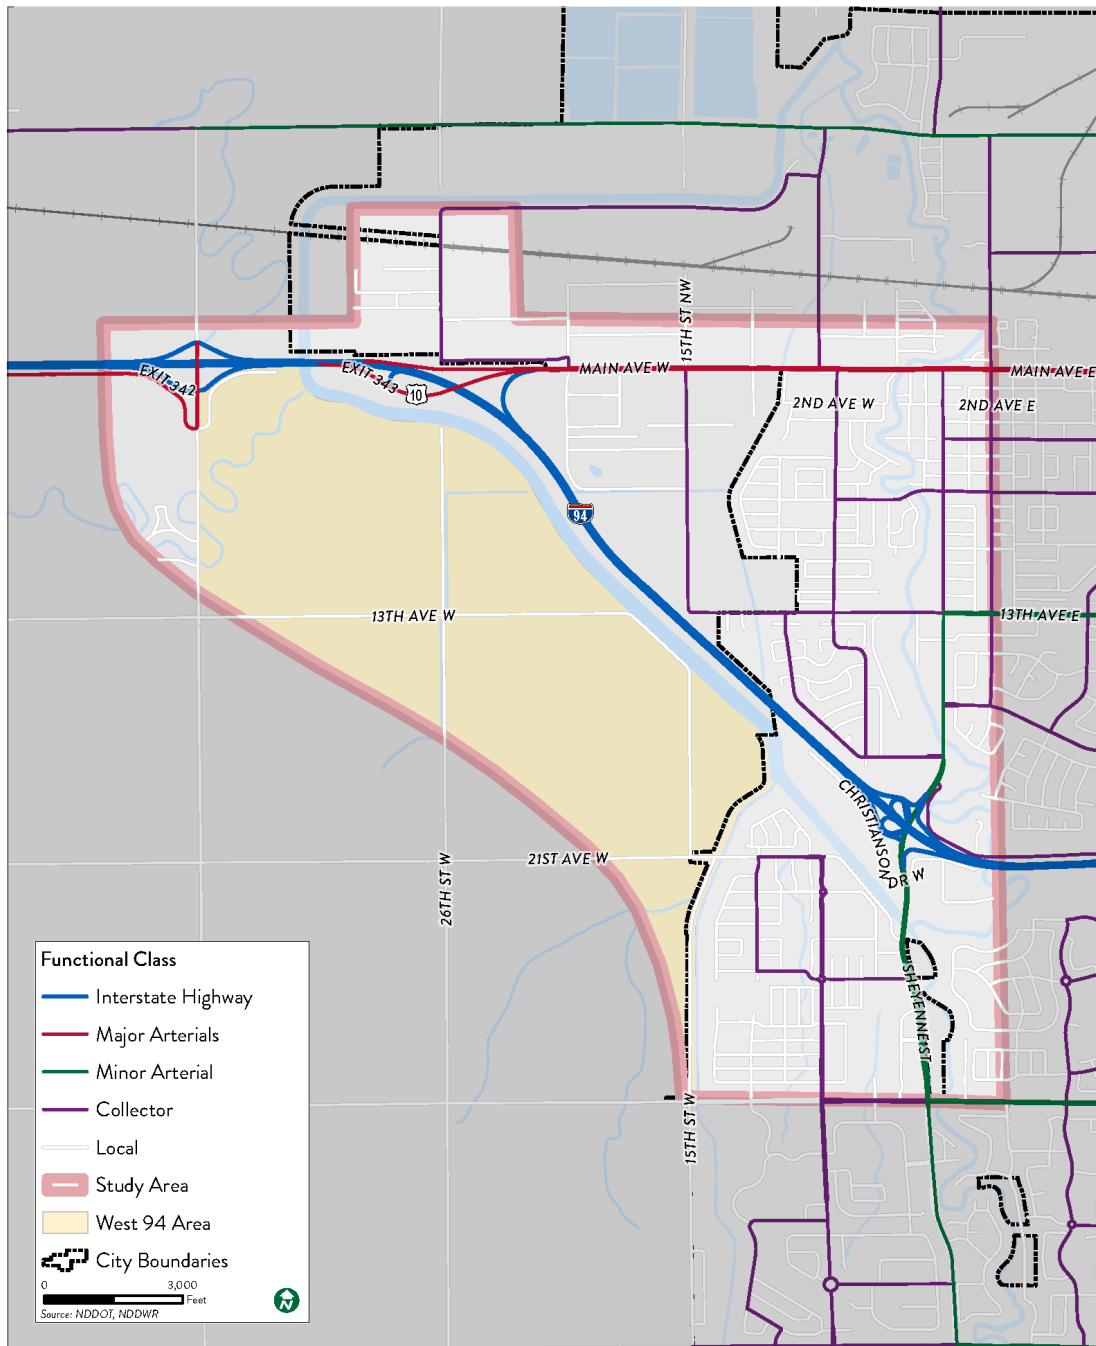 15TH ST NW
EXIT 342
EXIT 343
10
MAIN AVE W
MAIN AVE E
2ND AVE W
2ND AVE E
94
13TH AVE W
13TH AVE E
CHRISTIANSON
DR W
21ST AVE W
26TH ST W
SHEYENNE ST
15TH ST W
Functional Class
Interstate Highway
Major Arterials
Minor Arterial
Collector
Local
Study Area
West 94 Area
City Boundaries
0 3,000
Feet
N
Source: NDDOT, NDDWR